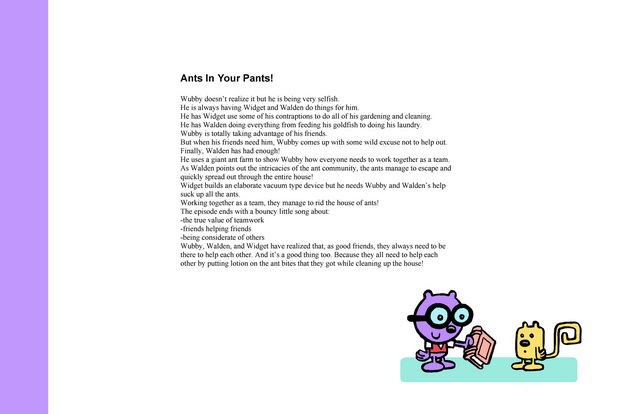 Ants In Your Pants!
Wubby doesn't realize it but he is being very selfish.
He is always having Widget and Walden do things for him.
He has Widget use some of his contraptions to do all of his gardening and cleaning.
He has Walden doing everything from feeding his goldfish to doing his laundry.
Wubby is totally taking advantage of his friends.
But when his friends need him, Wubby comes up with some wild excuse not to help out.
Finally, Walden has had enough!
He uses a giant ant farm to show Wubby how everyone needs to work together as a team.
As Walden points out the intricacies of the ant community, the ants manage to escape and
quickly spread out through the entire house!
Widget builds an elaborate vacuum type device but he needs Wubby and Walden's help
suck up all the ants.
Working together as a team, they manage to rid the house of ants!
The episode ends with a bouncy little song about:
-the true value of teamwork
-friends helping friends
-being considerate of others
Wubby, Walden, and Widget have realized that, as good friends, they always need to be
there to help each other. And it's a good thing too. Because they all need to help each
other by putting lotion on the ant bites that they got while cleaning up the house!